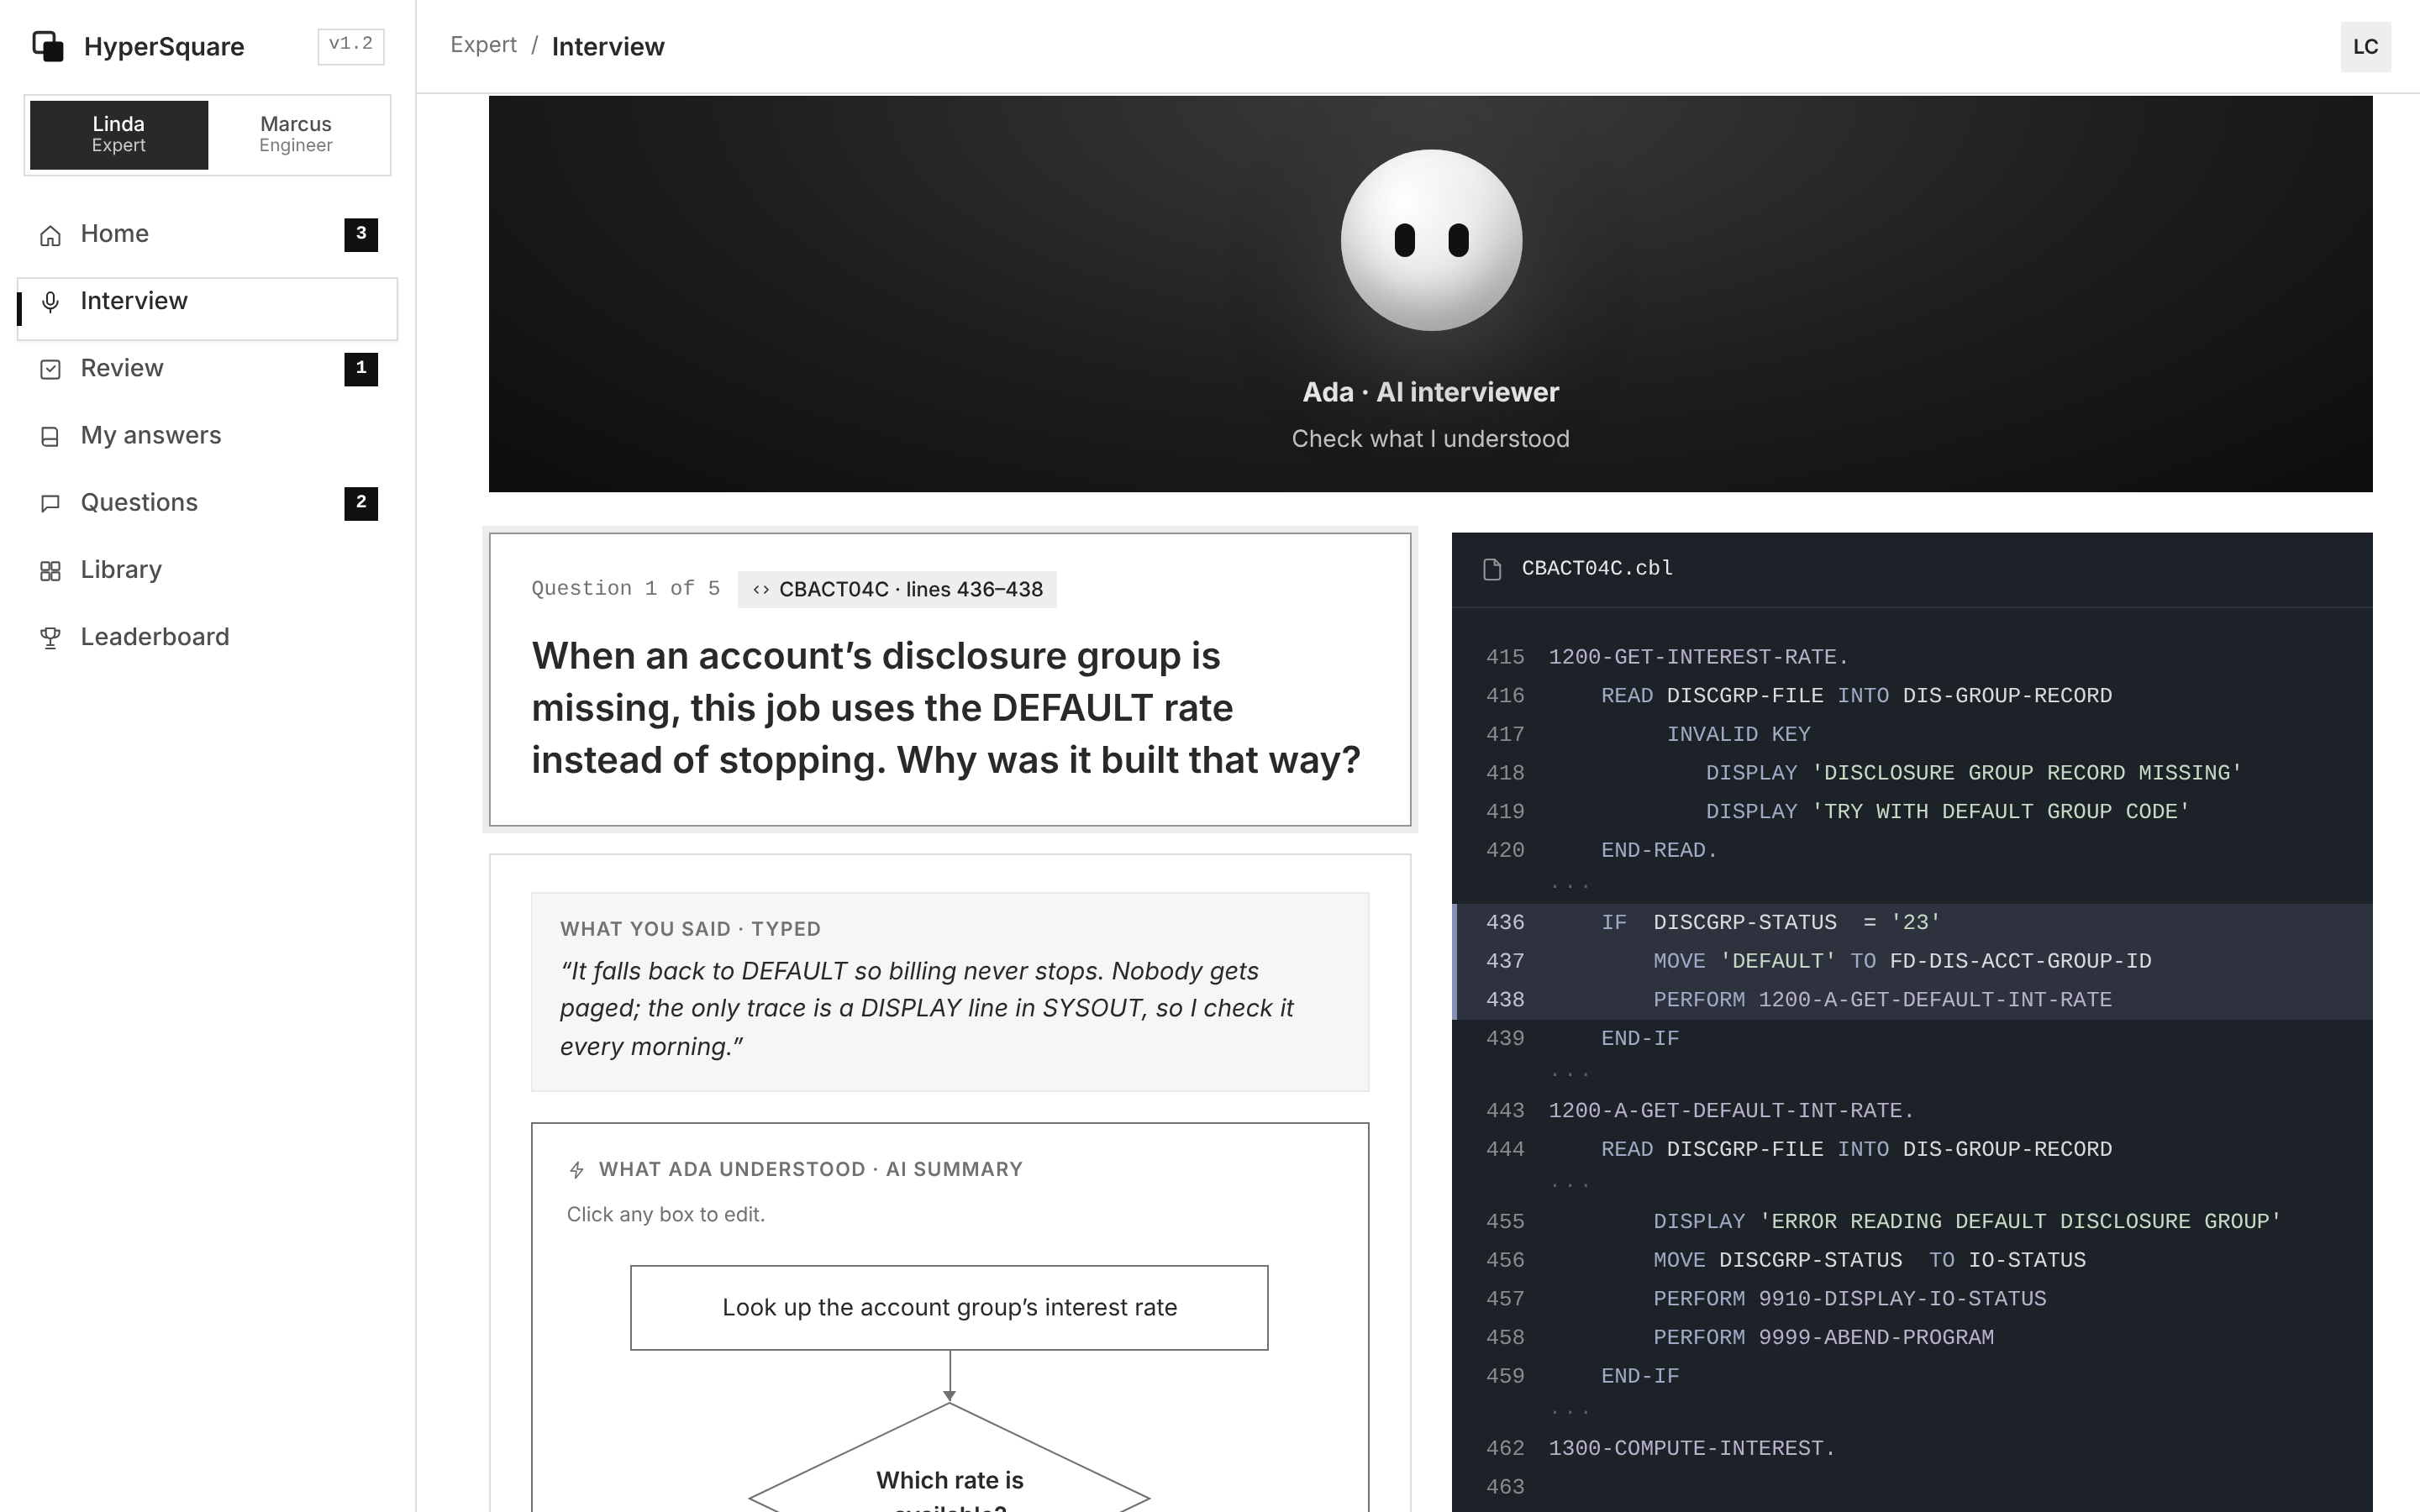 HyperSquare
v1.2
Linda
Expert
Marcus
Engineer
Home
3
Interview
Review
1
My answers
Questions
2
Library
Leaderboard
Expert / Interview
LC
Ada · AI interviewer
Check what I understood
Question 1 of 5
CBACT04C · lines 436–438
When an account’s disclosure group is
missing, this job uses the DEFAULT rate
instead of stopping. Why was it built that way?
WHAT YOU SAID · TYPED
“It falls back to DEFAULT so billing never stops. Nobody gets
paged; the only trace is a DISPLAY line in SYSOUT, so I check it
every morning.”
WHAT ADA UNDERSTOOD · AI SUMMARY
Click any box to edit.
Look up the account group’s interest rate
Which rate is
available?
CBACT04C.cbl
415 1200-GET-INTEREST-RATE.
416     READ DISCGRP-FILE INTO DIS-GROUP-RECORD
417          INVALID KEY
418             DISPLAY 'DISCLOSURE GROUP RECORD MISSING'
419             DISPLAY 'TRY WITH DEFAULT GROUP CODE'
420     END-READ.
...
436     IF  DISCGRP-STATUS  = '23'
437         MOVE 'DEFAULT' TO FD-DIS-ACCT-GROUP-ID
438         PERFORM 1200-A-GET-DEFAULT-INT-RATE
439     END-IF
...
443 1200-A-GET-DEFAULT-INT-RATE.
444     READ DISCGRP-FILE INTO DIS-GROUP-RECORD
...
455         DISPLAY 'ERROR READING DEFAULT DISCLOSURE GROUP'
456         MOVE DISCGRP-STATUS  TO IO-STATUS
457         PERFORM 9910-DISPLAY-IO-STATUS
458         PERFORM 9999-ABEND-PROGRAM
459     END-IF
...
462 1300-COMPUTE-INTEREST.
463